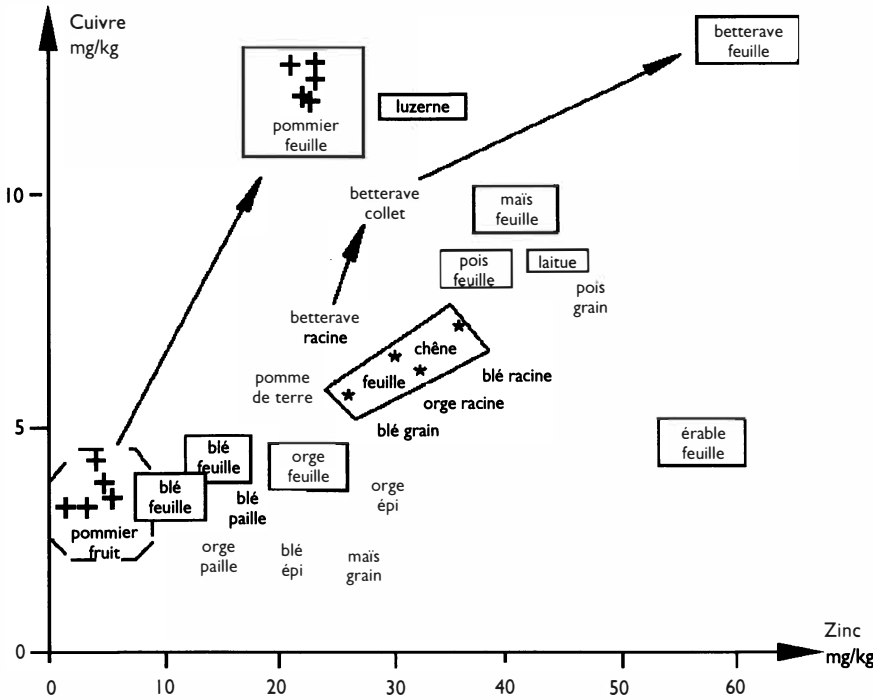 Cuivre
mg/kg
betterave
feuille
pommier
feuille
luzerne
10
betterave
collet
maïs
feuille
pois
feuille
laitue
pois
grain
betterave
racine
chêne
feuille
pomme
de terre
blé racine
orge racine
blé grain
5
blé
feuille
orge
feuille
érable
feuille
blé
feuille
blé
paille
orge
épi
pommier
fruit
orge
paille
blé
épi
maïs
grain
Zinc
mg/kg
0
0
10
20
30
40
50
60